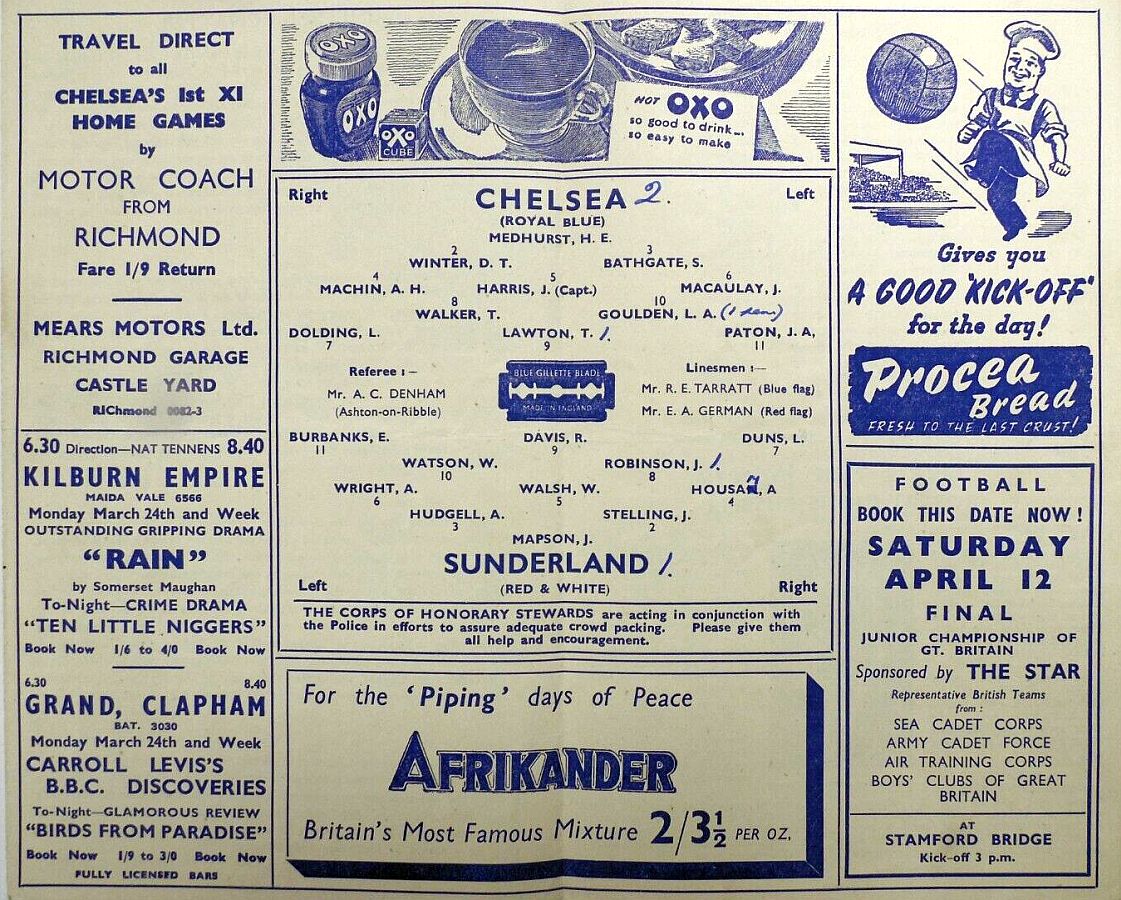 TRAVEL DIRECT
to all
CHELSEA'S 1st XI
HOME GAMES
by
MOTOR COACH
FROM
RICHMOND
Fare 1/9 Return
MEARS MOTORS Ltd.
RICHMOND GARAGE
CASTLE YARD
RIChmond 0082-3
6.30 Direction—NAT TENNENS 8.40
KILBURN EMPIRE
MAIDA VALE 6566
Monday March 24th and Week
OUTSTANDING GRIPPING DRAMA
"RAIN"
by Somerset Maughan
To-Night—CRIME DRAMA
"TEN LITTLE NIGGERS"
Book Now 1/6 to 4/0 Book Now
6.30 8.40
GRAND, CLAPHAM
BAT. 3030
Monday March 24th and Week
CARROLL LEVIS'S
B.B.C. DISCOVERIES
To-Night—GLAMOROUS REVIEW
"BIRDS FROM PARADISE"
Book Now 1/9 to 3/0 Book Now
FULLY LICENSED BARS
OXO
OXO
OXO
CUBE
HOT OXO
so good to drink...
so easy to make
Right CHELSEA 2. Left
(ROYAL BLUE)
MEDHURST, H. E.
2 3
WINTER, D. T. BATHGATE, S.
4 5 6
MACHIN, A. H. HARRIS, J. (Capt.) MACAULAY, J.
8 10
WALKER, T. GOULDEN, L. A. (1 pen)
DOLDING, L. LAWTON, T. 1. PATON, J. A,
7 9 11
Referee :— Linesmen :—
Mr. A. C. DENHAM Mr. R. E. TARRATT (Blue flag)
(Ashton-on-Ribble) Mr. E. A. GERMAN (Red flag)
BLUE GILLETTE BLADE
MADE IN ENGLAND
BURBANKS, E. DAVIS, R. DUNS, L.
11 9 7
WATSON, W. ROBINSON, J. 1.
10 8
WRIGHT, A. WALSH, W. HOUSAM, A
6 5 4
HUDGELL, A. STELLING, J.
3 2
MAPSON, J.
SUNDERLAND 1.
Left (RED & WHITE) Right
THE CORPS OF HONORARY STEWARDS are acting in conjunction with
the Police in efforts to assure adequate crowd packing. Please give them
all help and encouragement.
For the 'Piping' days of Peace
AFRIKANDER
Britain's Most Famous Mixture 2/3½ PER OZ.
Gives you
A GOOD 'KICK-OFF'
for the day!
Procea
Bread
FRESH TO THE LAST CRUST!
FOOTBALL
BOOK THIS DATE NOW!
SATURDAY
APRIL 12
FINAL
JUNIOR CHAMPIONSHIP OF
GT. BRITAIN
Sponsored by THE STAR
Representative British Teams
from :
SEA CADET CORPS
ARMY CADET FORCE
AIR TRAINING CORPS
BOYS' CLUBS OF GREAT
BRITAIN
AT
STAMFORD BRIDGE
Kick-off 3 p.m.